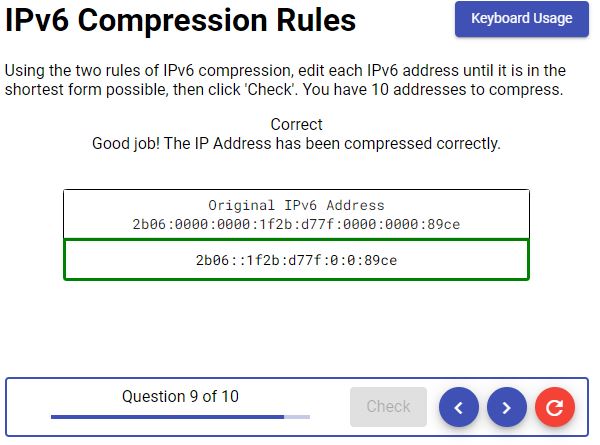 IPv6 Compression Rules
Keyboard Usage
Using the two rules of IPv6 compression, edit each IPv6 address until it is in the
shortest form possible, then click 'Check'. You have 10 addresses to compress.
Correct
Good job! The IP Address has been compressed correctly.
Original IPv6 Address
2b06:0000:0000:1f2b:d77f:0000:0000:89ce
2b06::1f2b:d77f:0:0:89ce
Question 9 of 10
Check